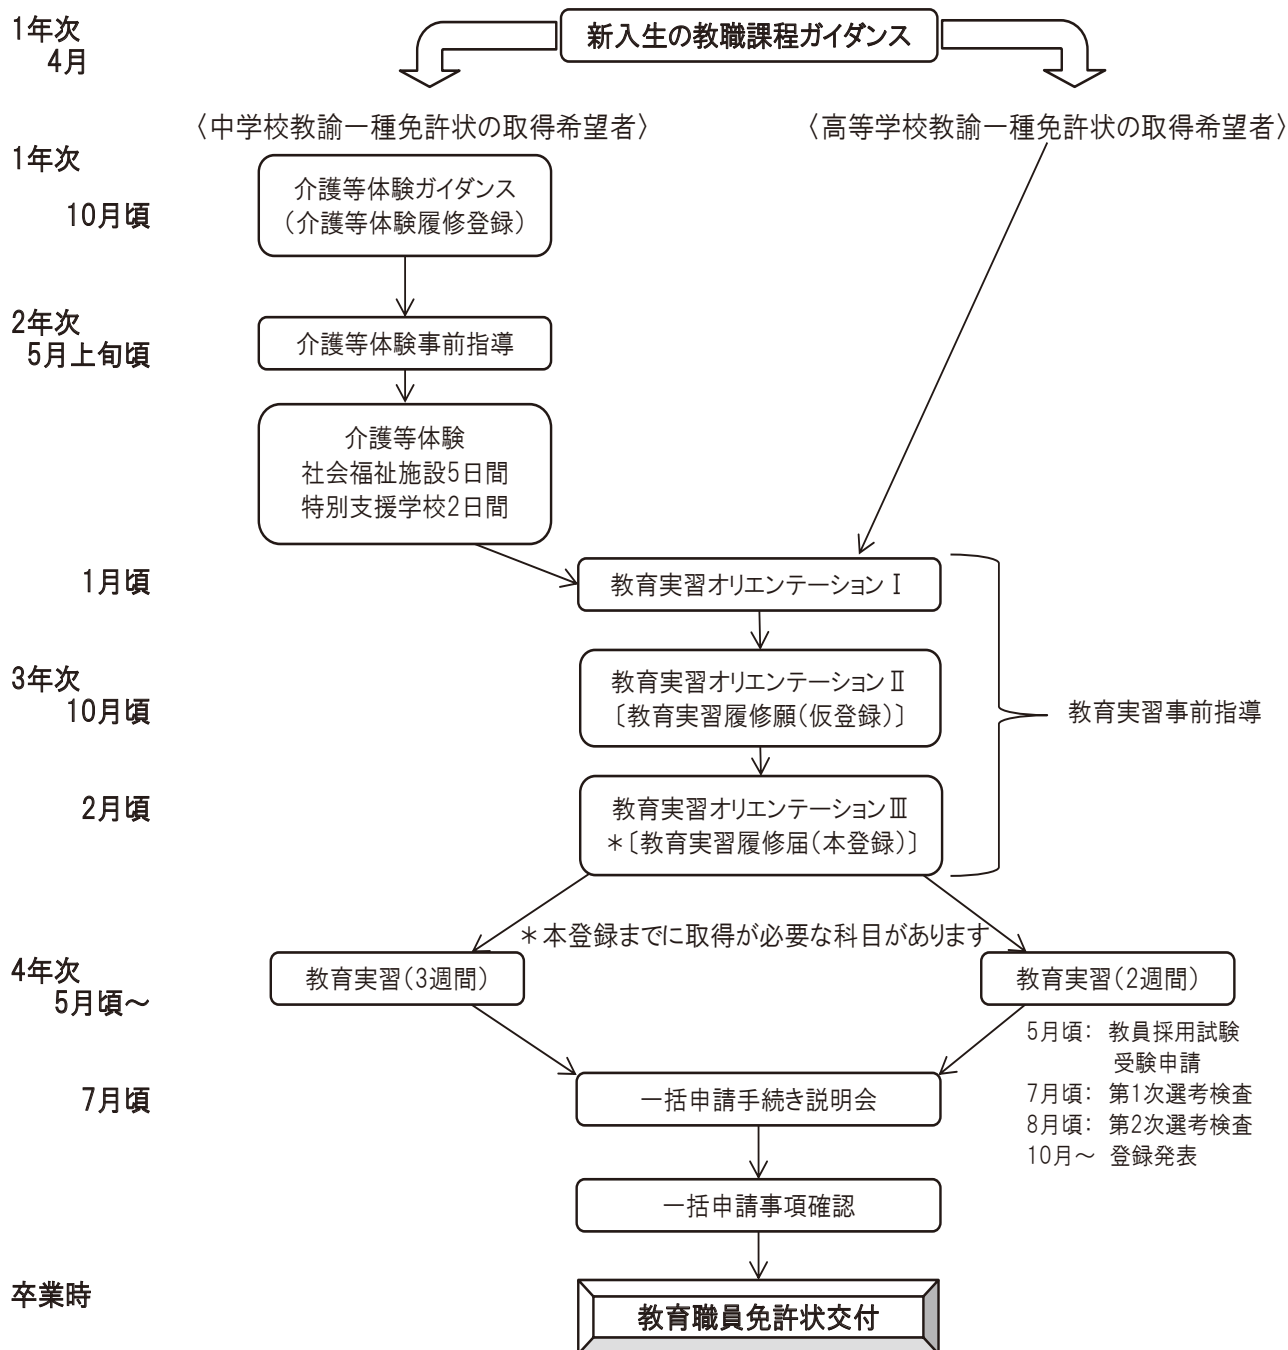 1年次
4月
新入生の教職課程ガイダンス
〈中学校教諭一種免許状の取得希望者〉
〈高等学校教諭一種免許状の取得希望者〉
1年次
10月頃
介護等体験ガイダンス
（介護等体験履修登録）
2年次
5月上旬頃
介護等体験事前指導
介護等体験
社会福祉施設5日間
特別支援学校2日間
1月頃
教育実習オリエンテーションⅠ
3年次
10月頃
教育実習オリエンテーションⅡ
〔教育実習履修願（仮登録）〕
教育実習事前指導
2月頃
教育実習オリエンテーションⅢ
＊〔教育実習履修届（本登録）〕
＊本登録までに取得が必要な科目があります
4年次
5月頃～
教育実習（3週間）
教育実習（2週間）
5月頃： 教員採用試験
受験申請
7月頃： 第1次選考検査
8月頃： 第2次選考検査
10月～ 登録発表
7月頃
一括申請手続き説明会
一括申請事項確認
卒業時
教育職員免許状交付